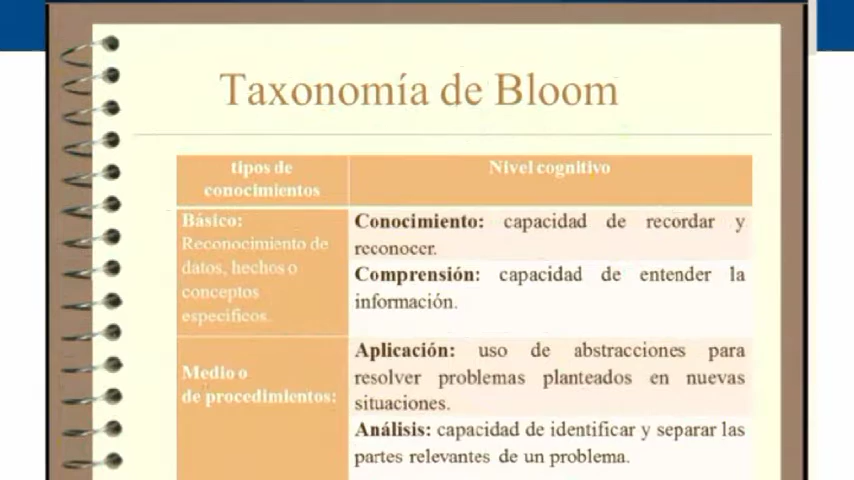 Taxonomía de Bloom
tipos de
conocimientos
Nivel cognitivo
Básico:
Reconocimiento de
datos, hechos o
conceptos
específicos.
Conocimiento: capacidad de recordar y
reconocer.
Comprensión: capacidad de entender la
información.
Medio o
de procedimientos:
Aplicación: uso de abstracciones para
resolver problemas planteados en nuevas
situaciones.
Análisis: capacidad de identificar y separar las
partes relevantes de un problema.